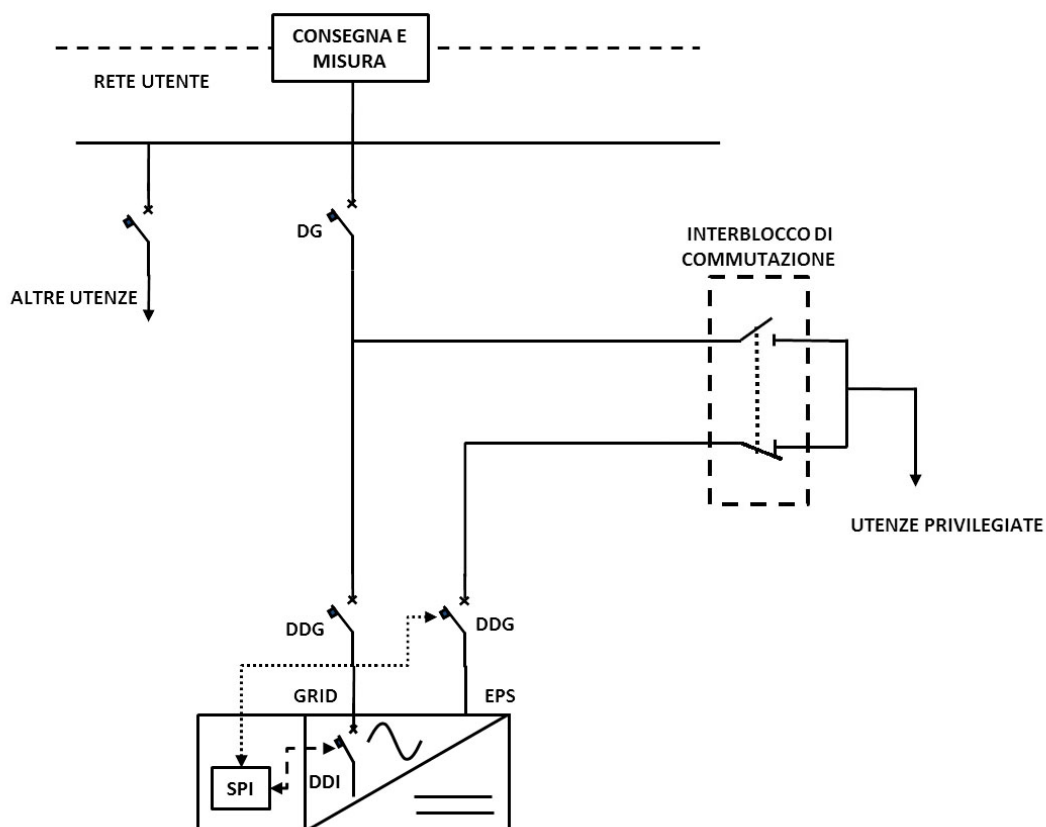 CONSEGNA E
MISURA
RETE UTENTE
DG
INTERBLOCCO DI
COMMUTAZIONE
ALTRE UTENZE
UTENZE PRIVILEGIATE
DDG
DDG
GRID
EPS
SPI
DDI